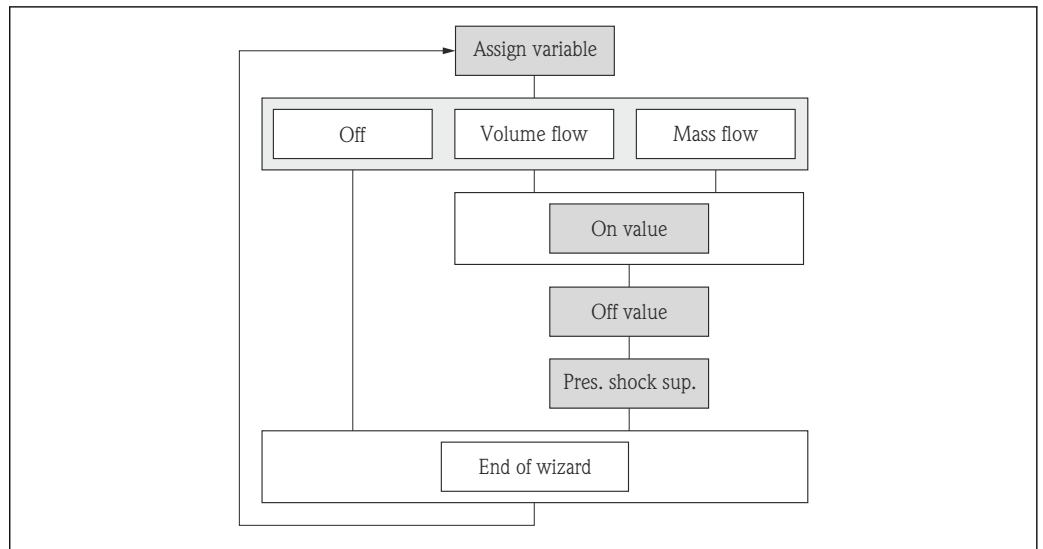 Assign variable
Off
Volume flow
Mass flow
On value
Off value
Pres. shock sup.
End of wizard